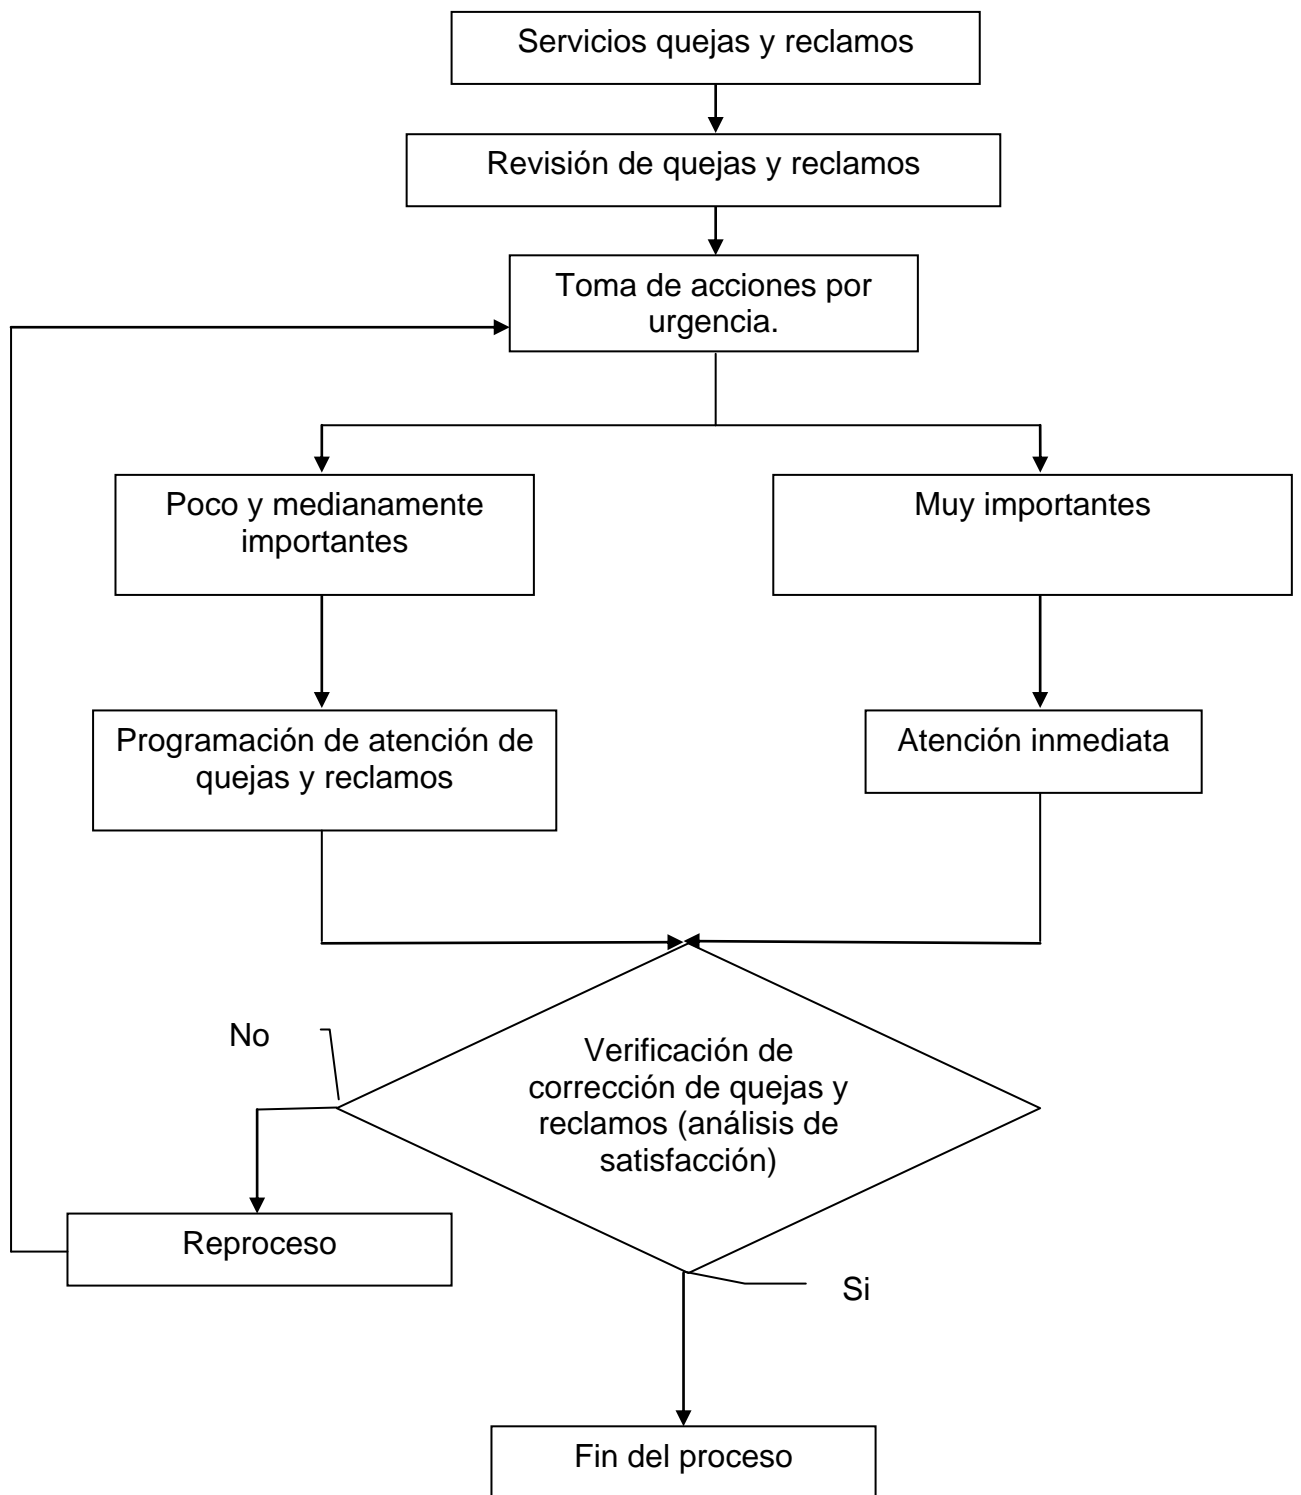 Servicios quejas y reclamos
Revisión de quejas y reclamos
Toma de acciones por
urgencia.
Poco y medianamente
importantes
Muy importantes
Programación de atención de
quejas y reclamos
Atención inmediata
No
Verificación de
corrección de quejas y
reclamos (análisis de
satisfacción)
Reproceso
Si
Fin del proceso